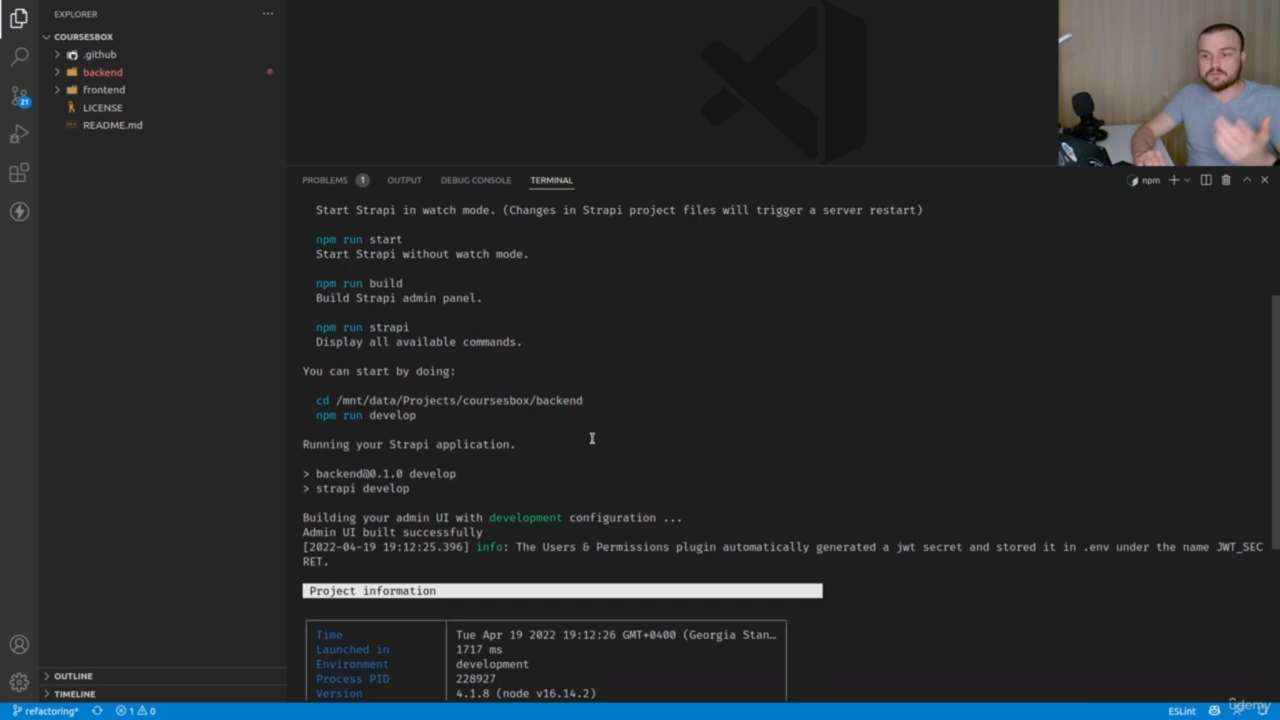 EXPLORER
COURSESBOX
.github
backend
frontend
LICENSE
README.md
OUTLINE
TIMELINE
21
PROBLEMS 1 OUTPUT DEBUG CONSOLE TERMINAL
npm
Start Strapi in watch mode. (Changes in Strapi project files will trigger a server restart)
npm run start
Start Strapi without watch mode.
npm run build
Build Strapi admin panel.
npm run strapi
Display all available commands.
You can start by doing:
cd /mnt/data/Projects/coursesbox/backend
npm run develop
Running your Strapi application.
> backend@0.1.0 develop
> strapi develop
Building your admin UI with development configuration ...
Admin UI built successfully
[2022-04-19 19:12:25.396] info: The Users & Permissions plugin automatically generated a jwt secret and stored it in .env under the name JWT_SEC
RET.
Project information
Time Tue Apr 19 2022 19:12:26 GMT+0400 (Georgia Stan…
Launched in 1717 ms
Environment development
Process PID 228927
Version 4.1.8 (node v16.14.2)
refactoring* 1 0 ESLint
udemy